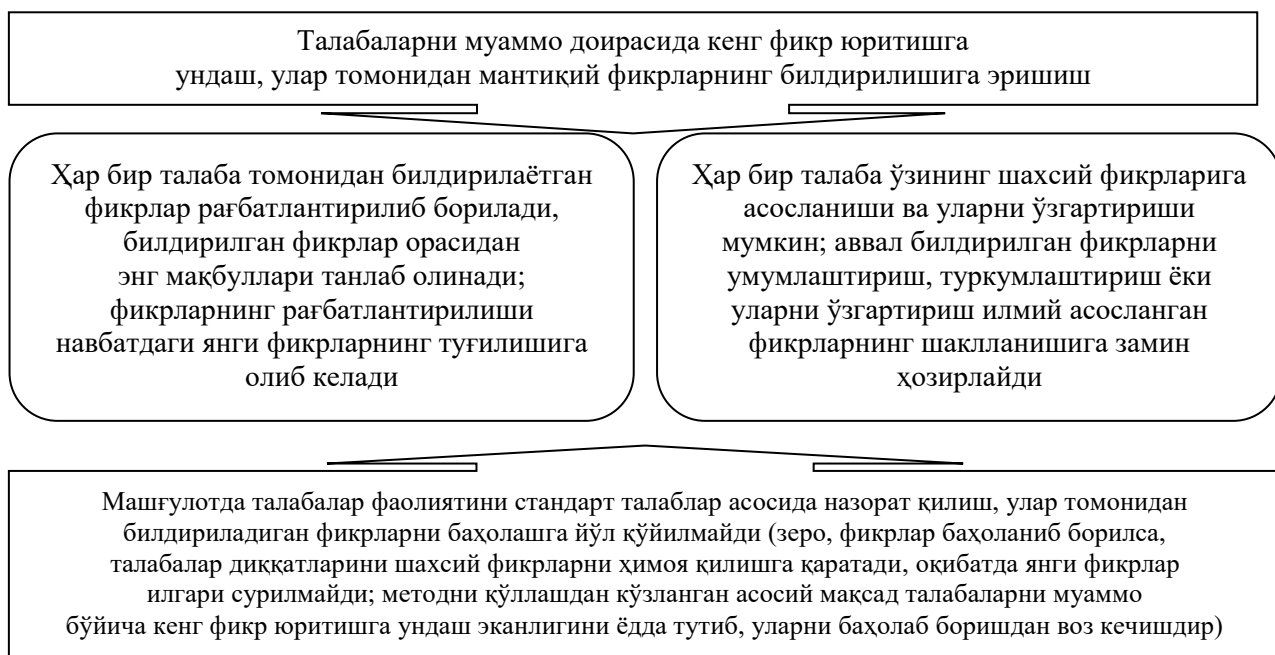 Талабаларни муаммо доирасида кенг фикр юритишга
ундаш, улар томонидан мантиқий фикрларнинг билдирилишига эришиш
Ҳар бир талаба томонидан билдирилаётган
фикрлар рағбатлантирилиб борилади,
билдирилган фикрлар орасидан
энг мақбуллари танлаб олинади;
фикрларнинг рағбатлантирилиши
навбатдаги янги фикрларнинг туғилишига
олиб келади
Ҳар бир талаба ўзининг шахсий фикрларига
асосланиши ва уларни ўзгартириши
мумкин; аввал билдирилган фикрларни
умумлаштириш, туркумлаштириш ёки
уларни ўзгартириш илмий асосланган
фикрларнинг шаклланишига замин
ҳозирлайди
Машғулотда талабалар фаолиятини стандарт талаблар асосида назорат қилиш, улар томонидан
билдириладиган фикрларни баҳолашга йўл қўйилмайди (зеро, фикрлар баҳоланиб борилса,
талабалар диққатларини шахсий фикрларни ҳимоя қилишга қаратади, оқибатда янги фикрлар
илгари сурилмайди; методни қўллашдан кўзланган асосий мақсад талабаларни муаммо
бўйича кенг фикр юритишга ундаш эканлигини ёдда тутиб, уларни баҳолаб боришдан воз кечишдир)